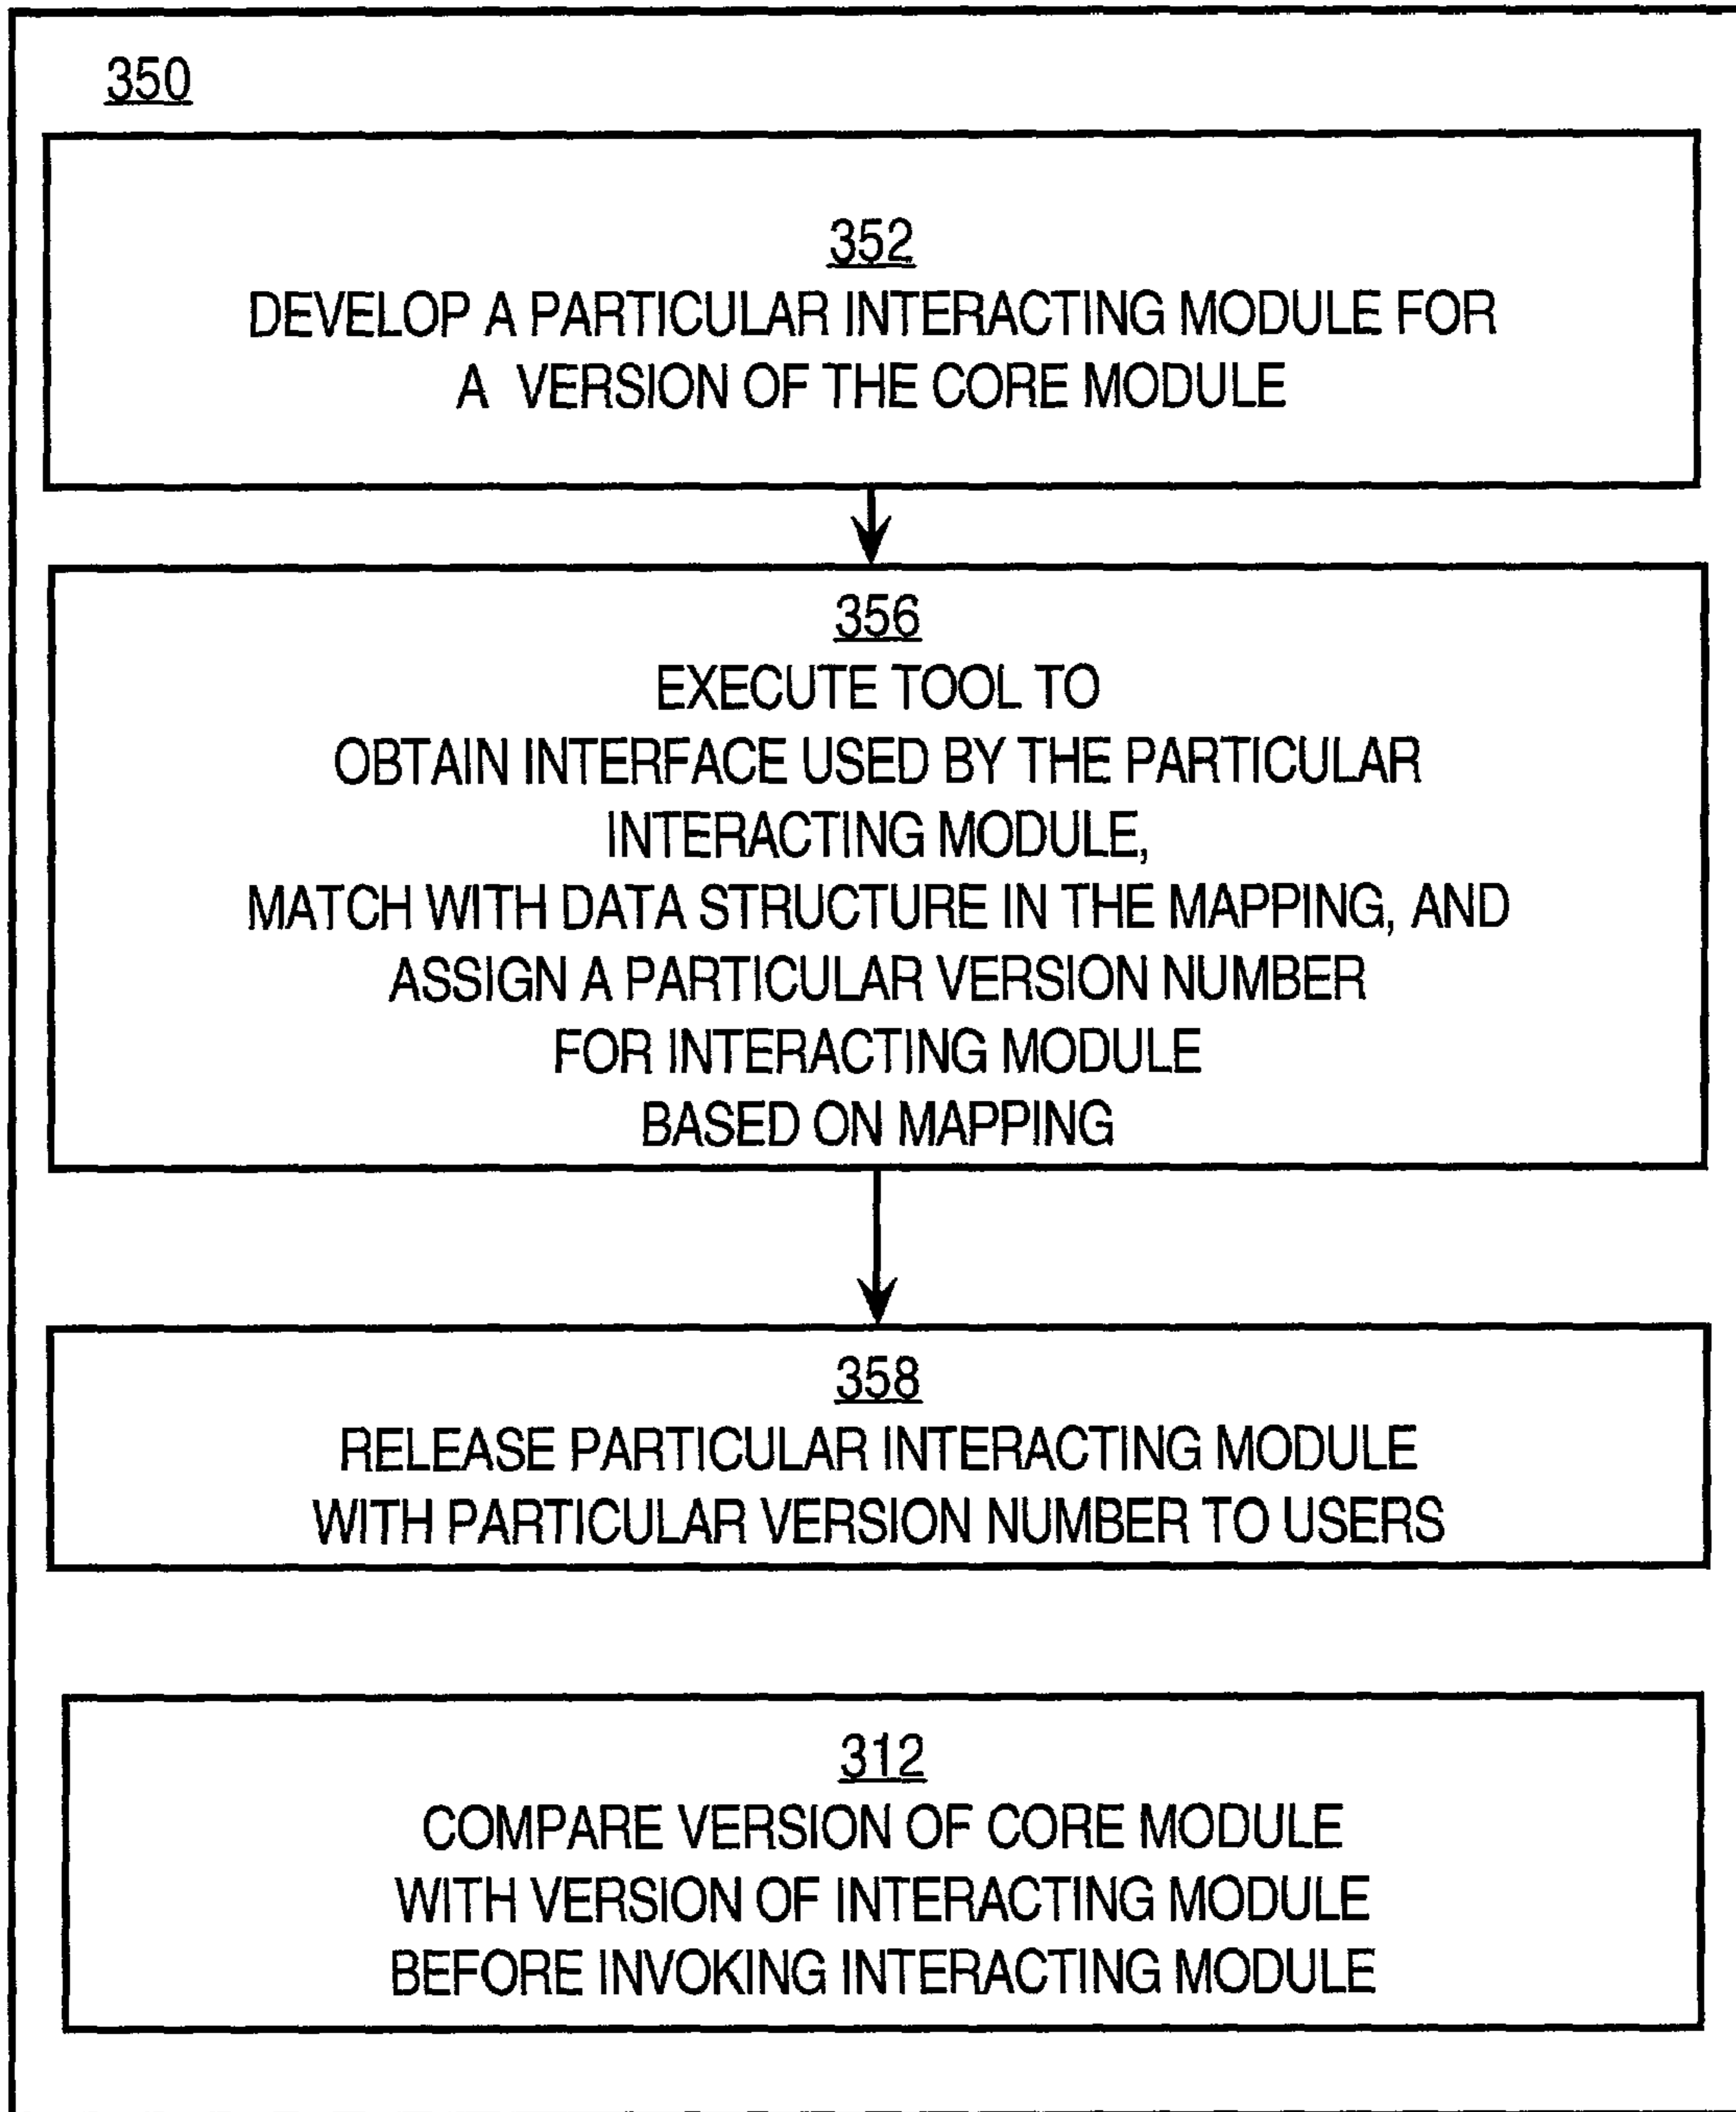 350
352
DEVELOP A PARTICULAR INTERACTING MODULE FOR
A VERSION OF THE CORE MODULE
356
EXECUTE TOOL TO
OBTAIN INTERFACE USED BY THE PARTICULAR
INTERACTING MODULE,
MATCH WITH DATA STRUCTURE IN THE MAPPING, AND
ASSIGN A PARTICULAR VERSION NUMBER
FOR INTERACTING MODULE
BASED ON MAPPING
358
RELEASE PARTICULAR INTERACTING MODULE
WITH PARTICULAR VERSION NUMBER TO USERS
312
COMPARE VERSION OF CORE MODULE
WITH VERSION OF INTERACTING MODULE
BEFORE INVOKING INTERACTING MODULE